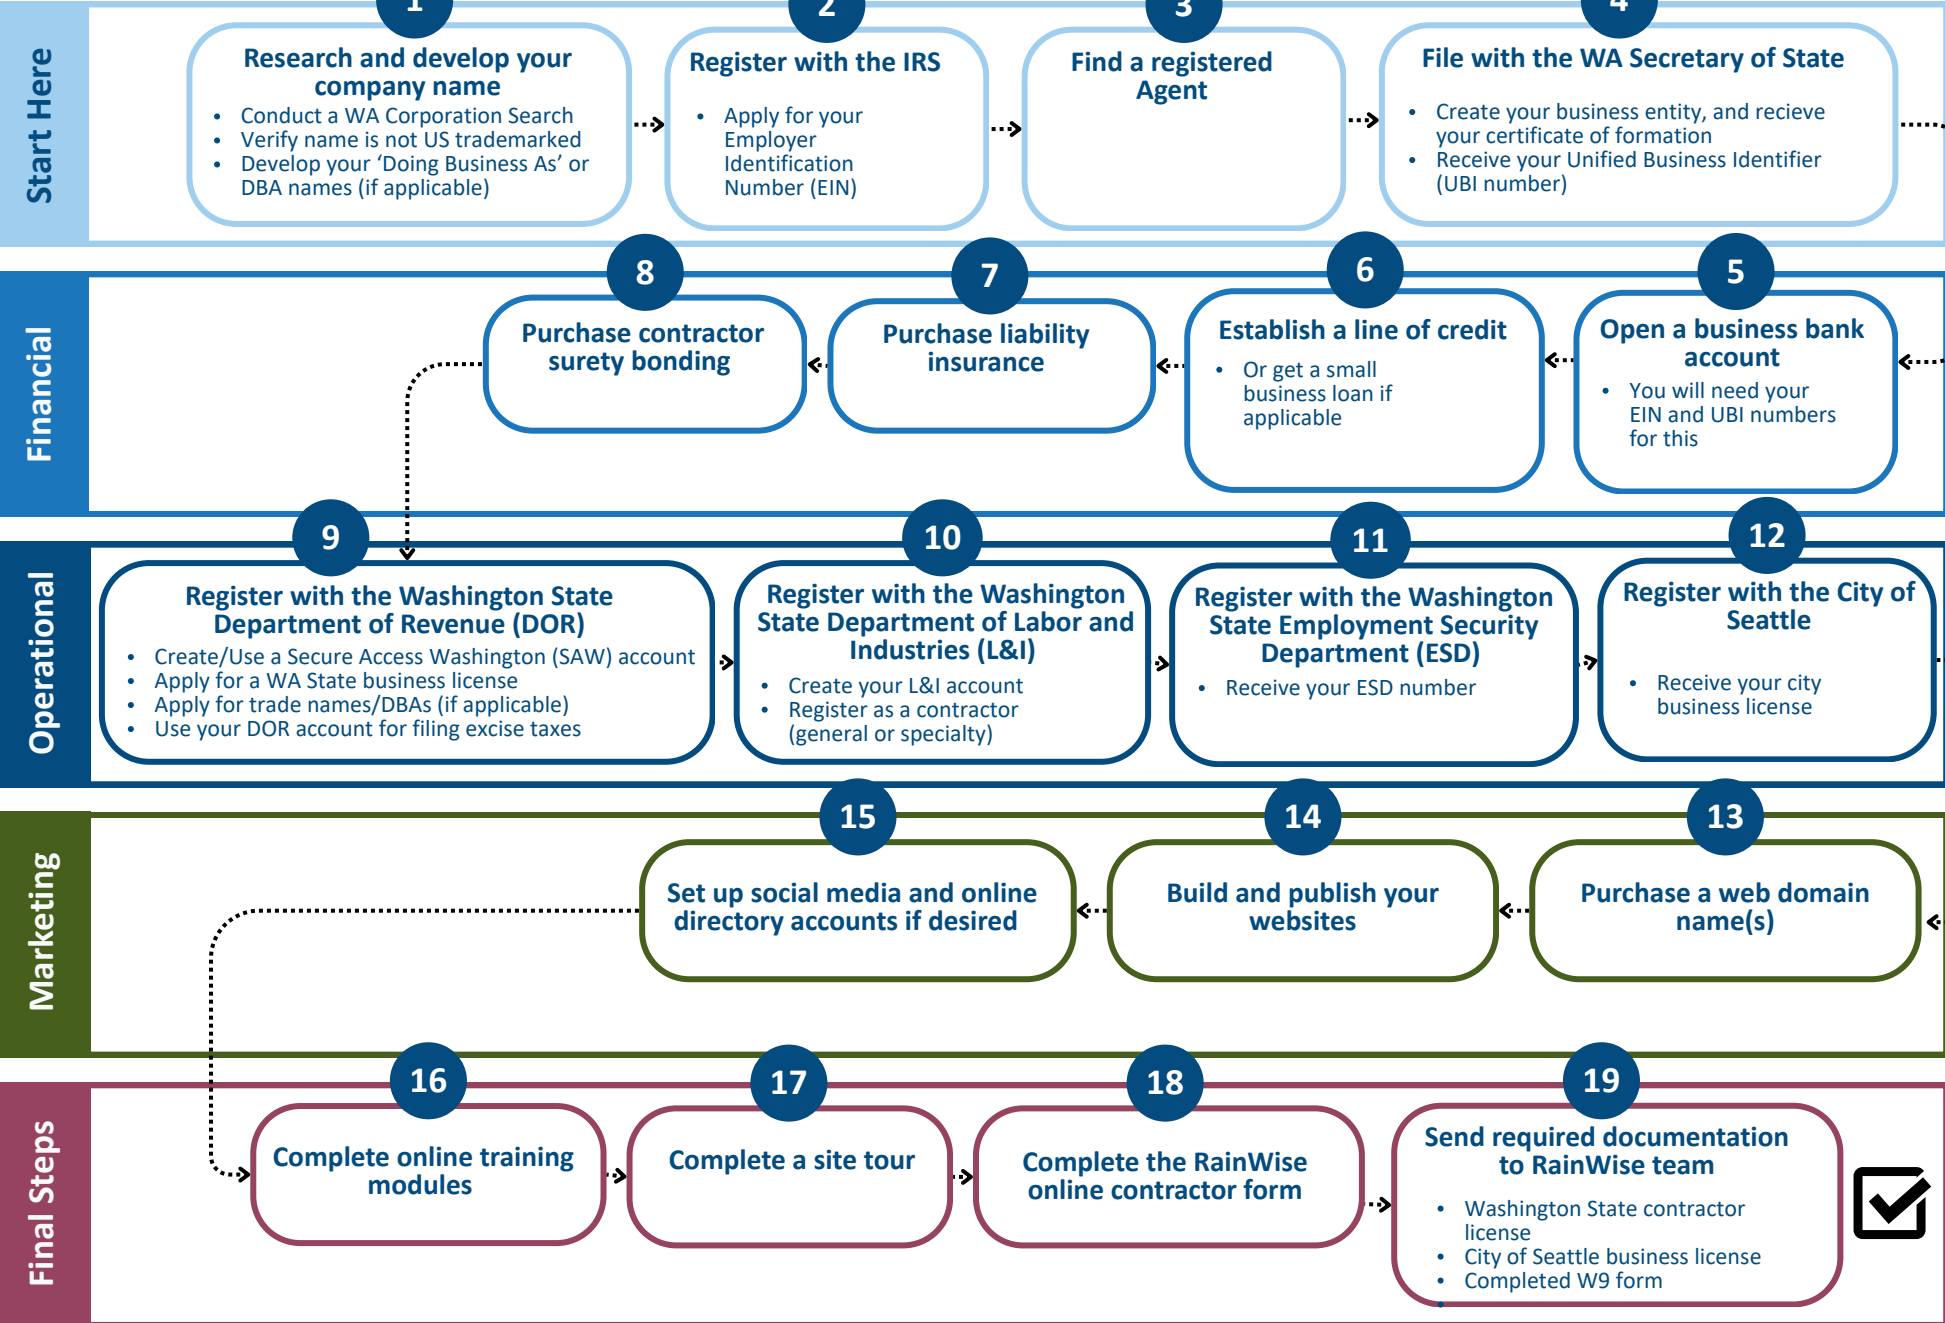 Start Here
1
Research and develop your
company name
• Conduct a WA Corporation Search
• Verify name is not US trademarked
• Develop your ‘Doing Business As’ or
DBA names (if applicable)
2
Register with the IRS
• Apply for your
Employer
Identification
Number (EIN)
3
Find a registered
Agent
4
File with the WA Secretary of State
• Create your business entity, and recieve
your certificate of formation
• Receive your Unified Business Identifier
(UBI number)
Financial
5
Open a business bank
account
• You will need your
EIN and UBI numbers
for this
6
Establish a line of credit
• Or get a small
business loan if
applicable
7
Purchase liability
insurance
8
Purchase contractor
surety bonding
Operational
9
Register with the Washington State
Department of Revenue (DOR)
• Create/Use a Secure Access Washington (SAW) account
• Apply for a WA State business license
• Apply for trade names/DBAs (if applicable)
• Use your DOR account for filing excise taxes
10
Register with the Washington
State Department of Labor and
Industries (L&I)
• Create your L&I account
• Register as a contractor
(general or specialty)
11
Register with the Washington
State Employment Security
Department (ESD)
• Receive your ESD number
12
Register with the City of
Seattle
• Receive your city
business license
Marketing
13
Purchase a web domain
name(s)
14
Build and publish your
websites
15
Set up social media and online
directory accounts if desired
Final Steps
16
Complete online training
modules
17
Complete a site tour
18
Complete the RainWise
online contractor form
19
Send required documentation
to RainWise team
• Washington State contractor
license
• City of Seattle business license
• Completed W9 form